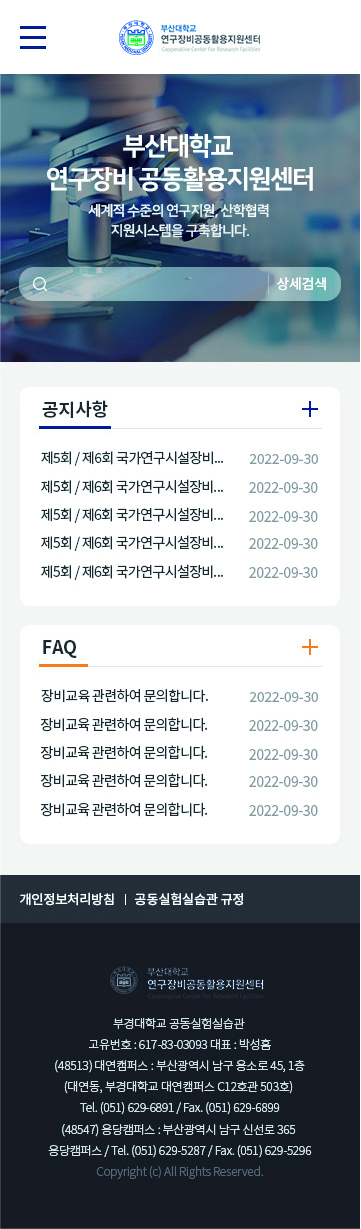 부산대학교
연구장비공동활용지원센터
Cooperative Center for Research Facilities
부산대학교
연구장비 공동활용지원센터
세계적 수준의 연구지원, 산학협력
지원시스템을 구축합니다.
상세검색
공지사항
제5회 / 제6회 국가연구시설장비... 2022-09-30
제5회 / 제6회 국가연구시설장비... 2022-09-30
제5회 / 제6회 국가연구시설장비... 2022-09-30
제5회 / 제6회 국가연구시설장비... 2022-09-30
제5회 / 제6회 국가연구시설장비... 2022-09-30
FAQ
장비교육 관련하여 문의합니다. 2022-09-30
장비교육 관련하여 문의합니다. 2022-09-30
장비교육 관련하여 문의합니다. 2022-09-30
장비교육 관련하여 문의합니다. 2022-09-30
장비교육 관련하여 문의합니다. 2022-09-30
개인정보처리방침 | 공동실험실습관 규정
부산대학교
연구장비공동활용지원센터
부경대학교 공동실험실습관
고유번호 : 617-83-03093 대표 : 박성흠
(48513) 대연캠퍼스 : 부산광역시 남구 용소로 45, 1층
(대연동, 부경대학교 대연캠퍼스 C12호관 503호)
Tel. (051) 629-6891 / Fax. (051) 629-6899
(48547) 용당캠퍼스 : 부산광역시 남구 신선로 365
용당캠퍼스 / Tel. (051) 629-5287 / Fax. (051) 629-5296
Copyright (c) All Rights Reserved.